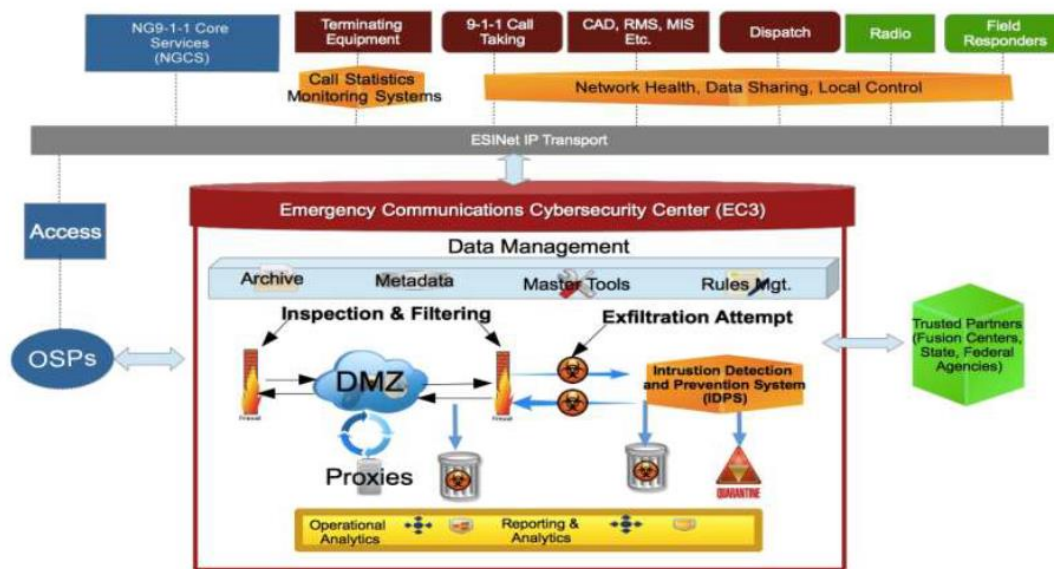 NG9-1-1 Core
Services
(NGCS)
Terminating
Equipment
9-1-1 Call
Taking
CAD, RMS, MIS
Etc.
Dispatch
Radio
Field
Responders
Call Statistics
Monitoring Systems
Network Health, Data Sharing, Local Control
ESINet IP Transport
Access
OSPs
Emergency Communications Cybersecurity Center (EC3)
Data Management
Archive
Metadata
Master Tools
Rules Mgt.
Inspection & Filtering
Exfiltration Attempt
DMZ
Firewall
Firewall
Intrustion Detection
and Prevention System
(IDPS)
Proxies
QUARANTINE
Operational
Analytics
Reporting &
Analytics
Trusted Partners
(Fusion Centers,
State, Federal
Agencies)